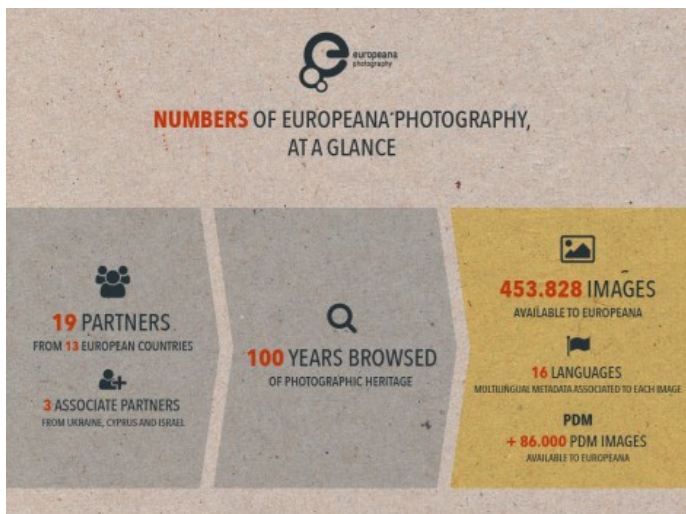 europeana
photography
NUMBERS OF EUROPEANA PHOTOGRAPHY,
AT A GLANCE
19 PARTNERS
FROM 13 EUROPEAN COUNTRIES
3 ASSOCIATE PARTNERS
FROM UKRAINE, CYPRUS AND ISRAEL
100 YEARS BROWSED
OF PHOTOGRAPHIC HERITAGE
453.828 IMAGES
AVAILABLE TO EUROPEANA
16 LANGUAGES
MULTILINGUAL METADATA ASSOCIATED TO EACH IMAGE
PDM
+ 86.000 PDM IMAGES
AVAILABLE TO EUROPEANA